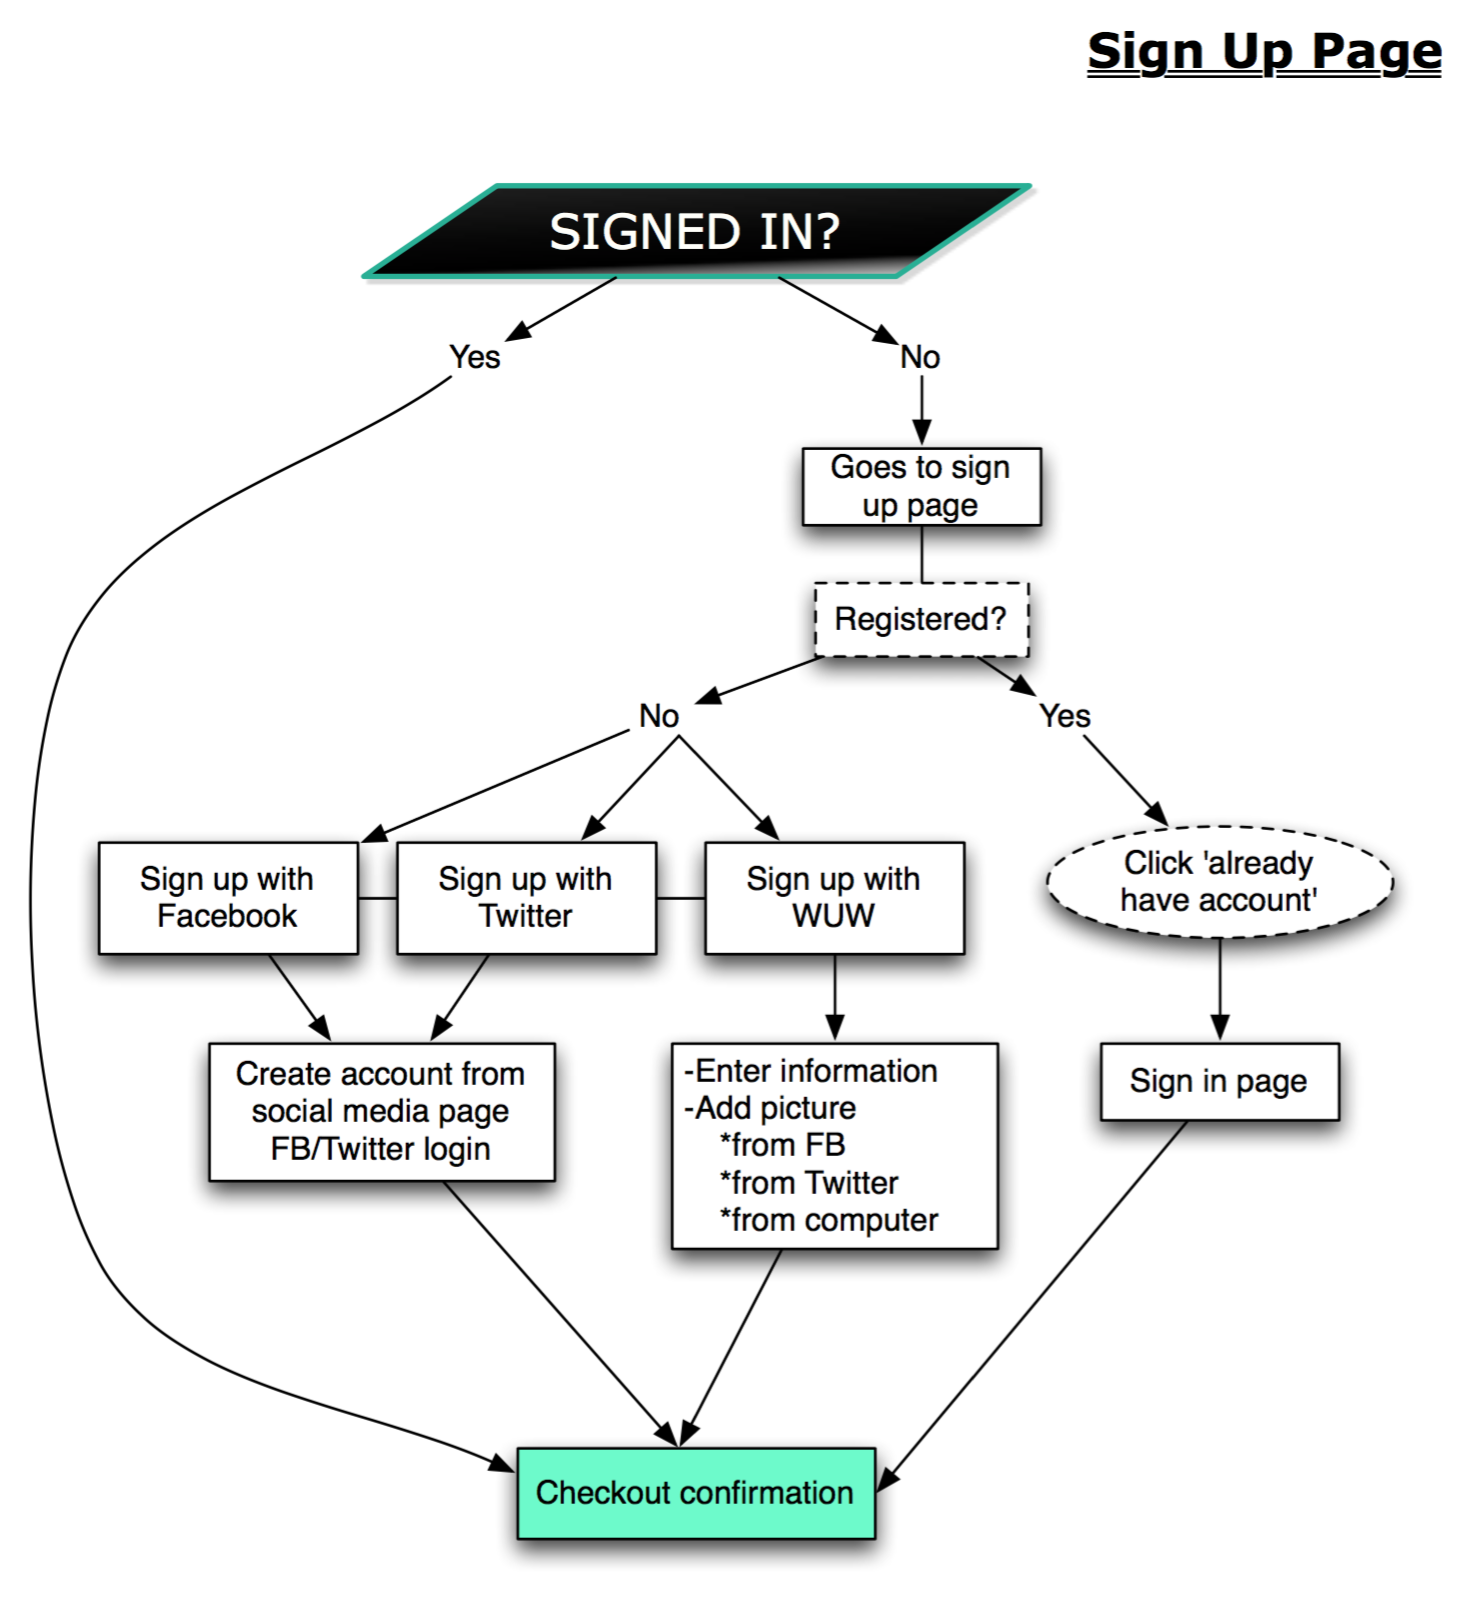 Sign Up Page
SIGNED IN?
Yes
No
Goes to sign
up page
Registered?
No
Yes
Sign up with
Facebook
Sign up with
Twitter
Sign up with
WUW
Click 'already
have account'
Create account from
social media page
FB/Twitter login
-Enter information
-Add picture
*from FB
*from Twitter
*from computer
Sign in page
Checkout confirmation